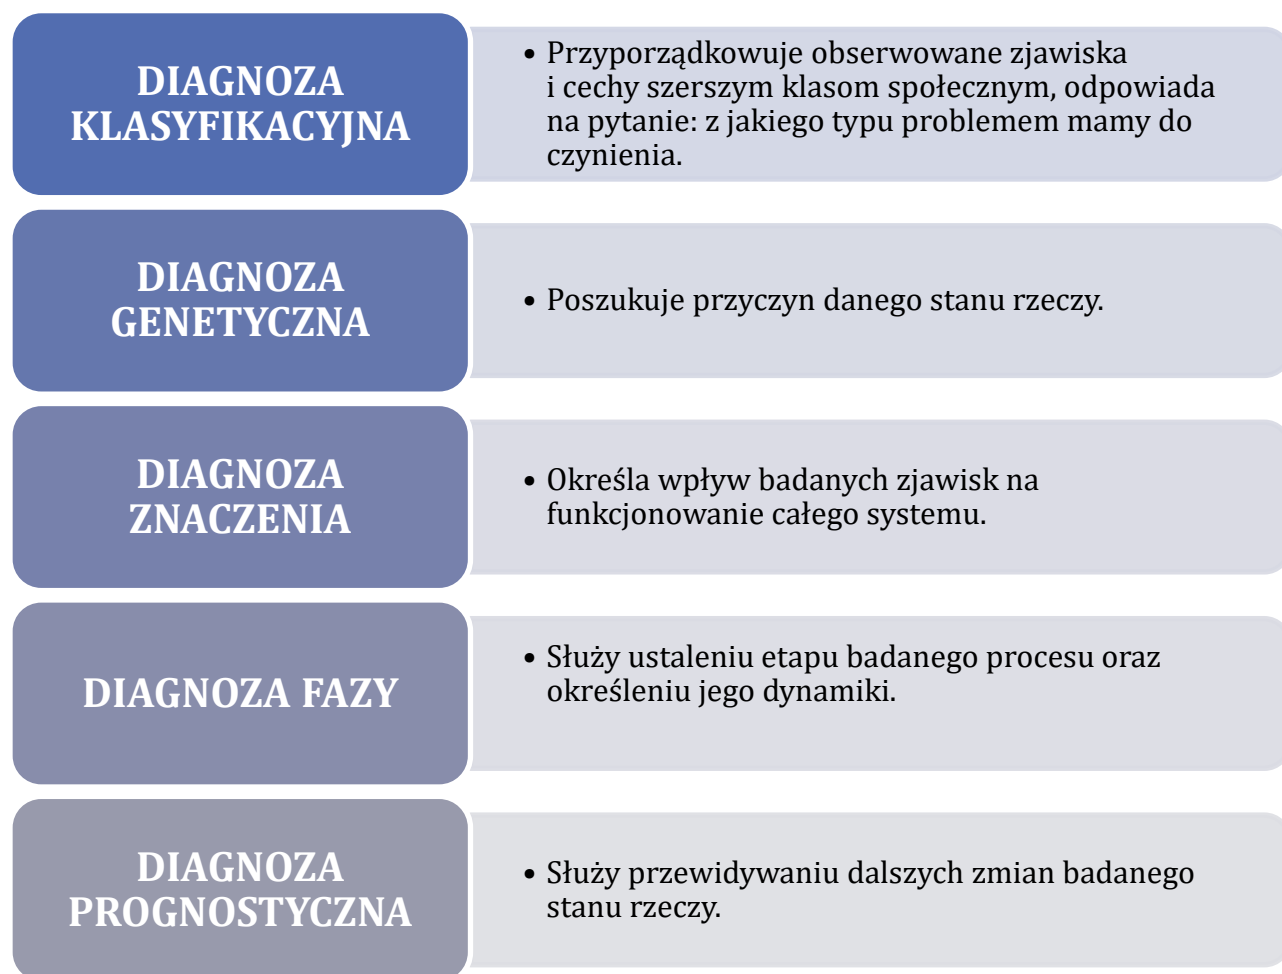 DIAGNOZA
KLASYFIKACYJNA
• Przyporządkowuje obserwowane zjawiska
i cechy szerszym klasom społecznym, odpowiada
na pytanie: z jakiego typu problemem mamy do
czynienia.
DIAGNOZA
GENETYCZNA
• Poszukuje przyczyn danego stanu rzeczy.
DIAGNOZA
ZNACZENIA
• Określa wpływ badanych zjawisk na
funkcjonowanie całego systemu.
DIAGNOZA FAZY
• Służy ustaleniu etapu badanego procesu oraz
określeniu jego dynamiki.
DIAGNOZA
PROGNOSTYCZNA
• Służy przewidywaniu dalszych zmian badanego
stanu rzeczy.